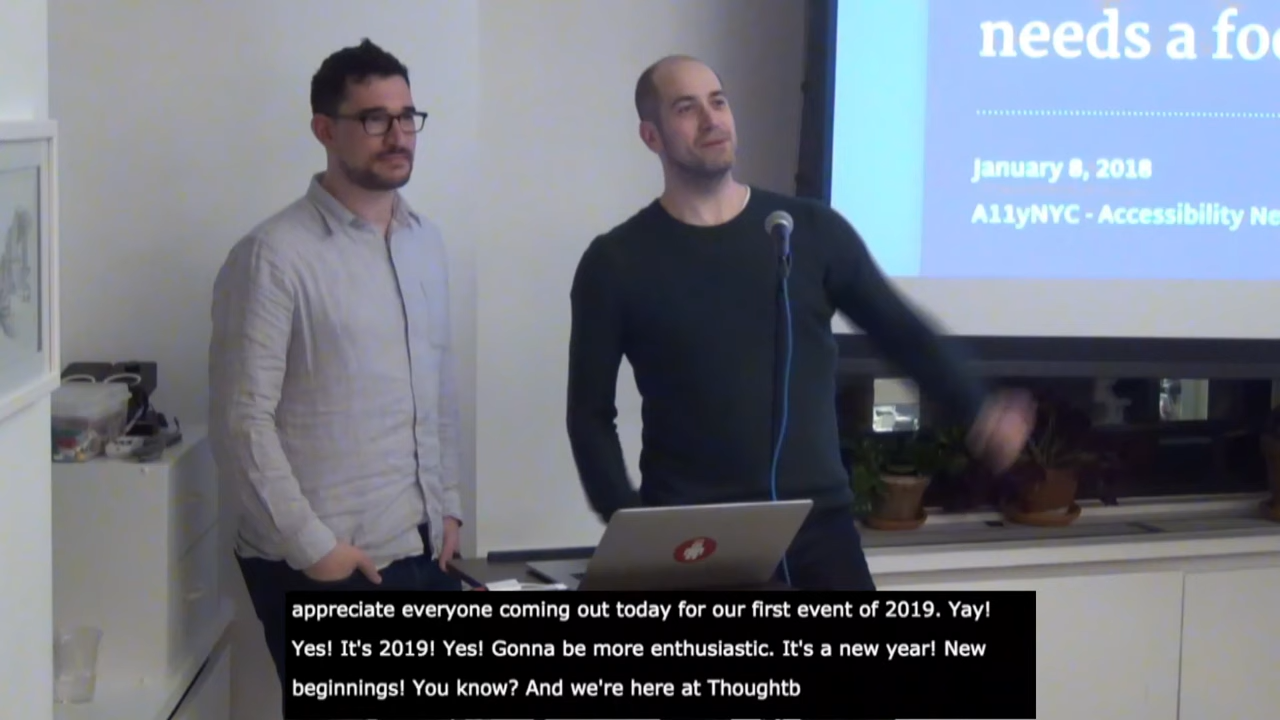 needs a
January 8, 2018
A11yNYC - Accessibility
appreciate everyone coming out today for our first event of 2019. Yay!
Yes! It's 2019! Yes! Gonna be more enthusiastic. It's a new year! New
beginnings! You know? And we're here at Thoughtb